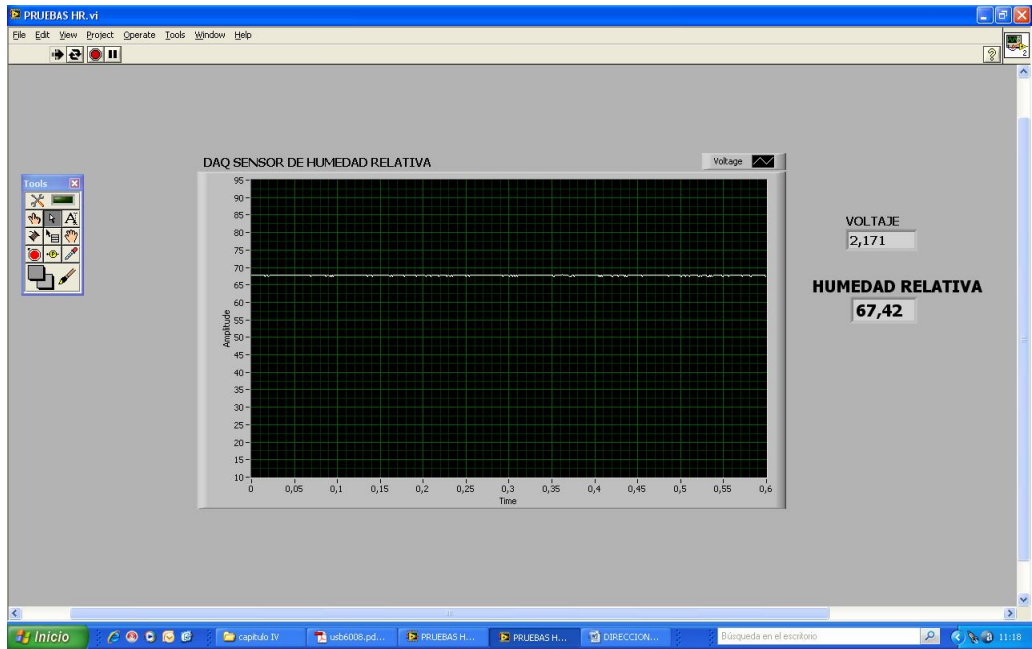 PRUEBAS HR.vi
File Edit View Project Operate Tools Window Help
2
DAQ SENSOR DE HUMEDAD RELATIVA
Voltage
Tools
A
P
95
90
85
80
75
70
65
60
55
50
45
40
35
30
25
20
15
10
Amplitude
0 0,05 0,1 0,15 0,2 0,25 0,3 0,35 0,4 0,45 0,5 0,55 0,6
Time
VOLTAJE
2,171
HUMEDAD RELATIVA
67,42
Inicio capitulo IV usb6008.pd... PRUEBAS H... PRUEBAS H... DIRECCION... Búsqueda en el escritorio 11:18